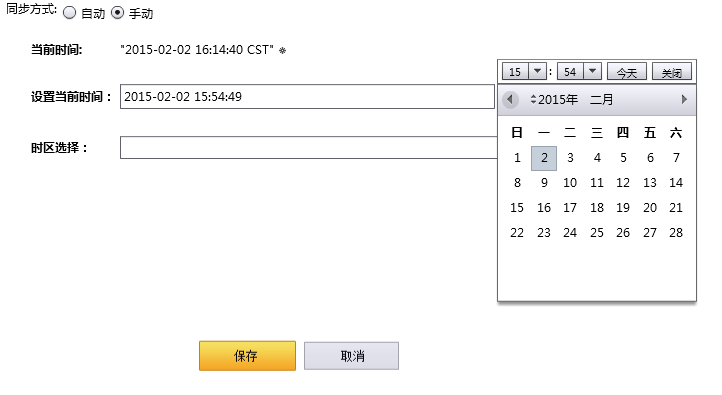 同步方式: 自动 手动
当前时间: "2015-02-02 16:14:40 CST"
15 : 54 今天 关闭
设置当前时间： 2015-02-02 15:54:49
2015年 二月
时区选择：
日 一 二 三 四 五 六
1 2 3 4 5 6 7
8 9 10 11 12 13 14
15 16 17 18 19 20 21
22 23 24 25 26 27 28
保存 取消